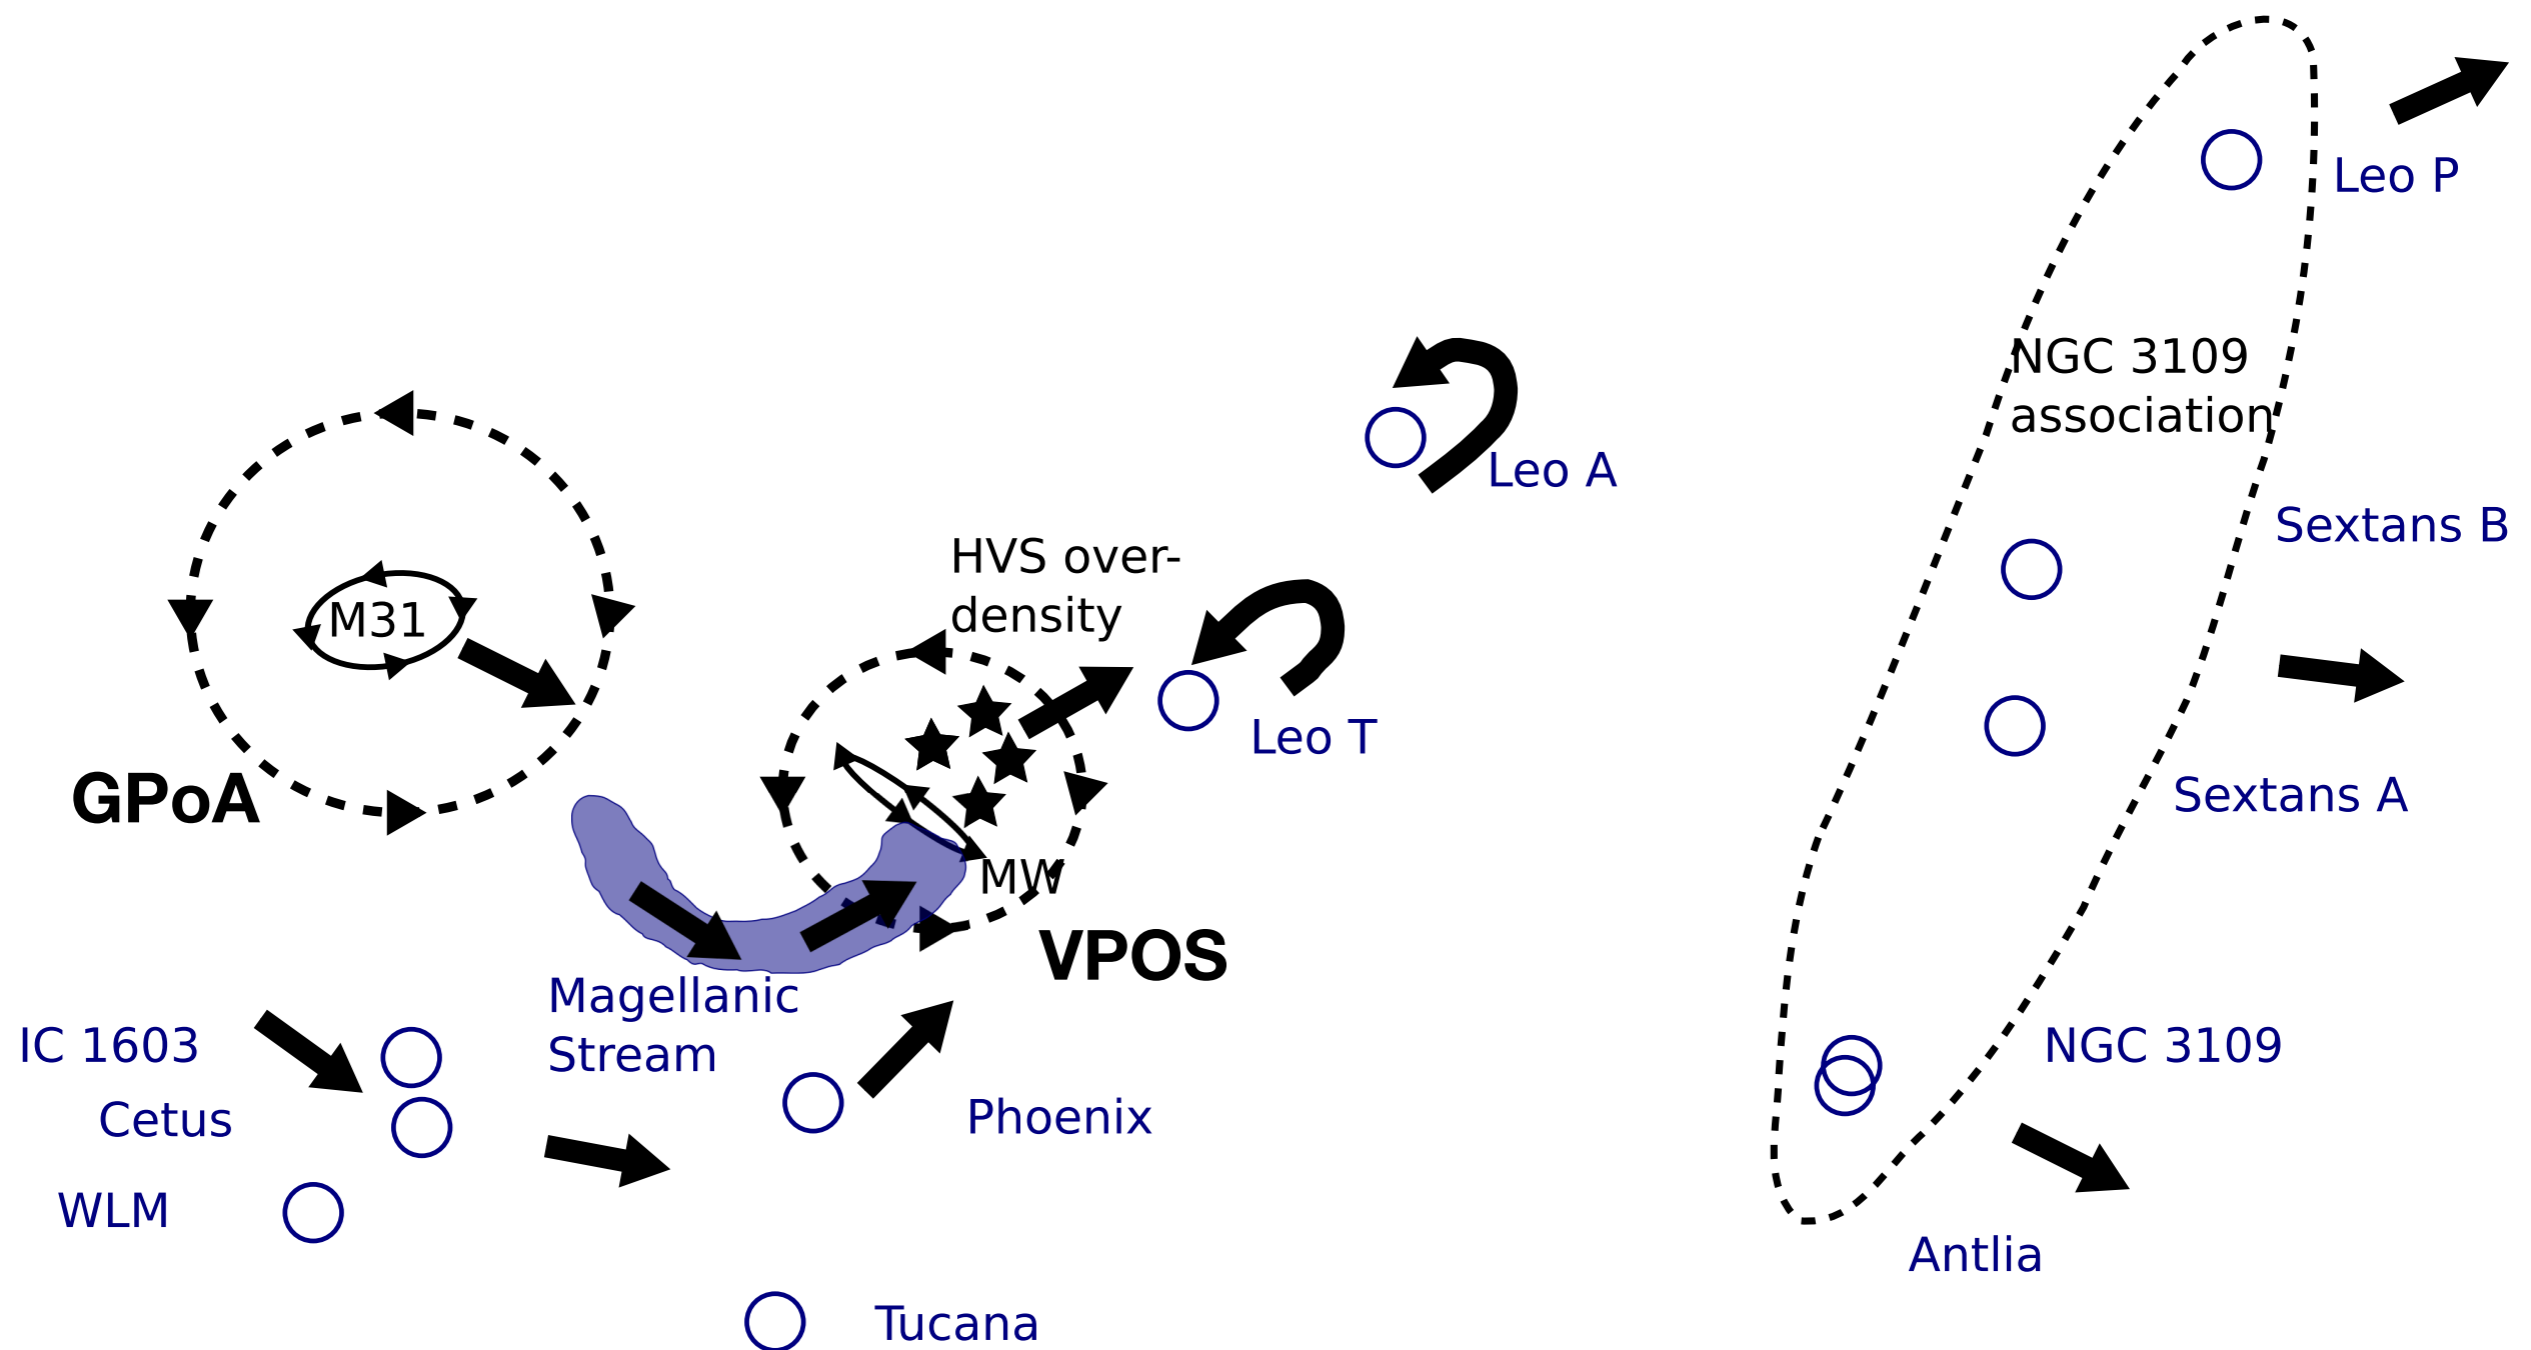 Leo P
NGC 3109
association
Leo A
Sextans B
HVS over-
density
M31
Leo T
GPoA
Sextans A
MW
VPOS
Magellanic
Stream
IC 1603
NGC 3109
Cetus
Phoenix
WLM
Antlia
Tucana